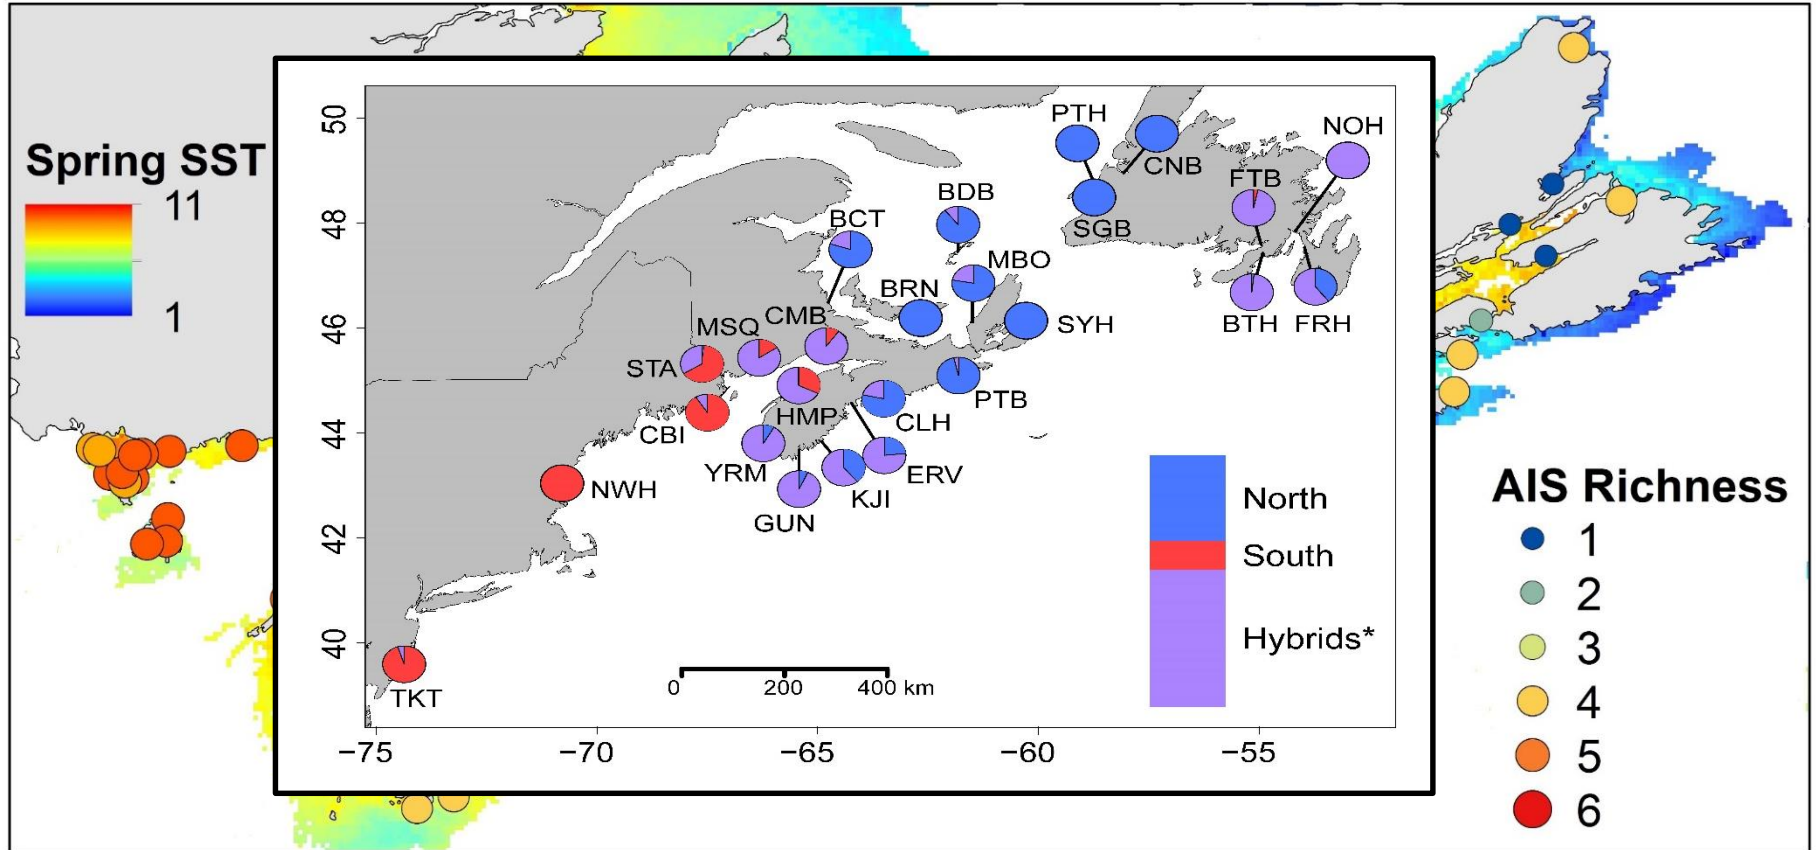 Spring SST
11
1
50
48
46
44
42
40
−75
−70
−65
−60
−55
PTH
CNB
NOH
SGB
FTB
BDB
BCT
MBO
BRN
SYH
BTH
FRH
CMB
MSQ
STA
HMP
CLH
PTB
CBI
YRM
ERV
KJI
GUN
NWH
TKT
0 200 400 km
North
South
Hybrids*
AIS Richness
1
2
3
4
5
6